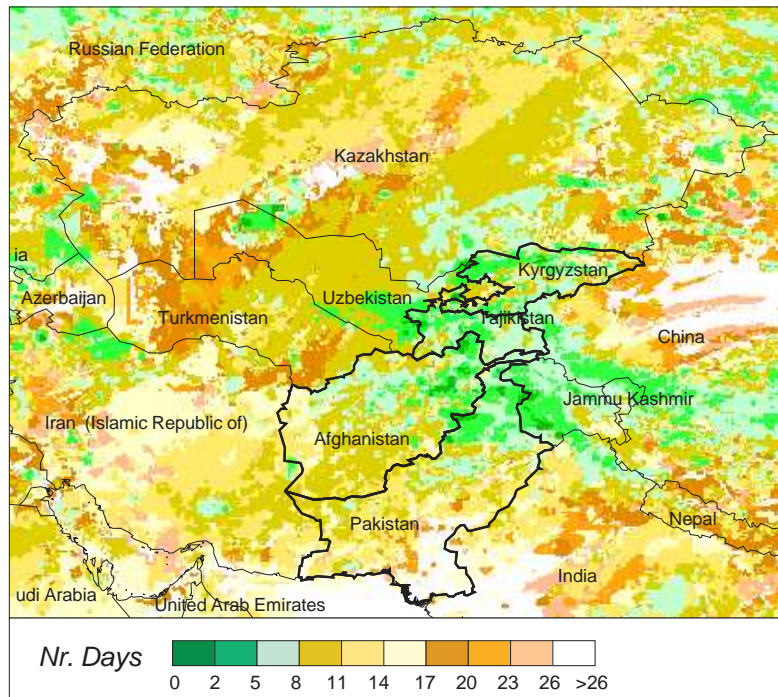 Russian Federation
Kazakhstan
ia
Kyrgyzstan
Azerbaijan
Uzbekistan
Turkmenistan
Tajikistan
China
Jammu Kashmir
Iran (Islamic Republic of)
Afghanistan
Pakistan
Nepal
India
udi Arabia
United Arab Emirates
Nr. Days
0 2 5 8 11 14 17 20 23 26 >26